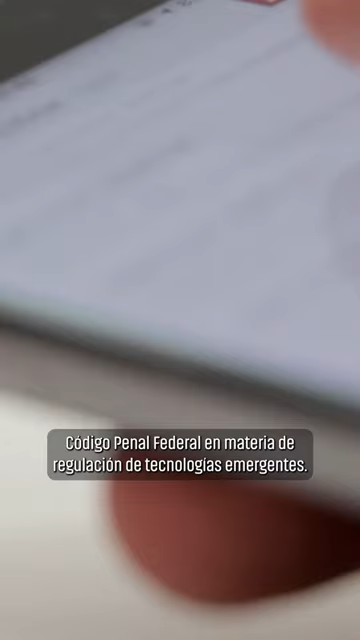 Código Penal Federal en materia de
regulación de tecnologías emergentes.